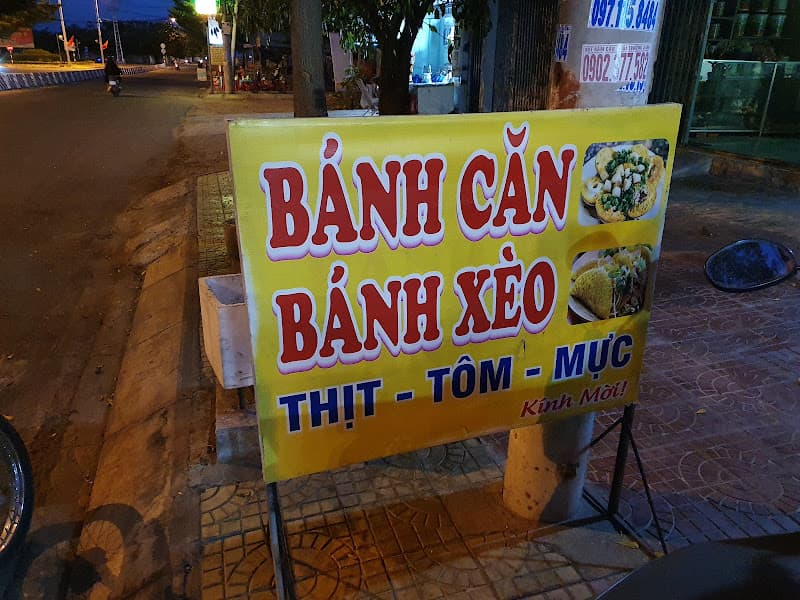 BÁNH CĂN
BÁNH XÈO
THỊT - TÔM - MỰC
Kính Mời!